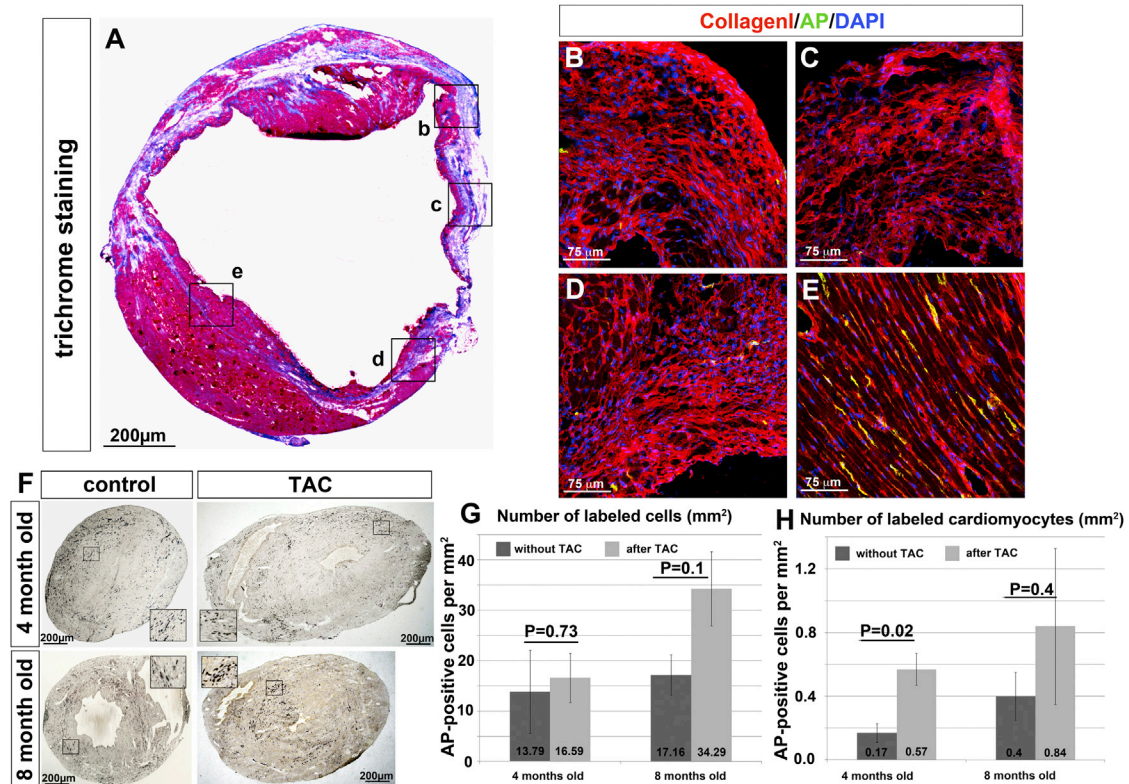 A
trichrome staining
b
c
e
d
200µm
CollagenI/AP/DAPI
B
75 µm
C
75 µm
D
75 µm
E
75 µm
F
control
TAC
4 month old
200µm
200µm
8 month old
200µm
200µm
G Number of labeled cells (mm²)
without TAC
after TAC
AP-positive cells per mm²
40
30
20
10
0
P=0.73
P=0.1
13.79
16.59
17.16
34.29
4 months old
8 months old
H Number of labeled cardiomyocytes (mm²)
without TAC
after TAC
AP-positive cells per mm²
1.2
0.8
0.4
0.0
P=0.02
P=0.4
0.17
0.57
0.4
0.84
4 months old
8 months old